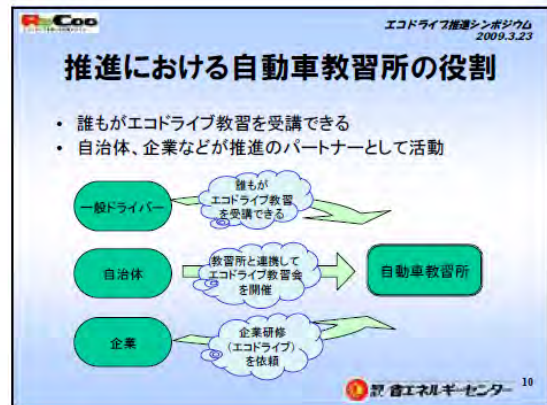 ReCoo
エコドライブ推進シンポジウム
2009.3.23
推進における自動車教習所の役割
• 誰もがエコドライブ教習を受講できる
• 自治体、企業などが推進のパートナーとして活動
一般ドライバー
誰もが
エコドライブ教習
を受講できる
自治体
教習所と連携して
エコドライブ教習会
を開催
自動車教習所
企業
企業研修
(エコドライブ)
を依頼
省エネルギーセンター
10